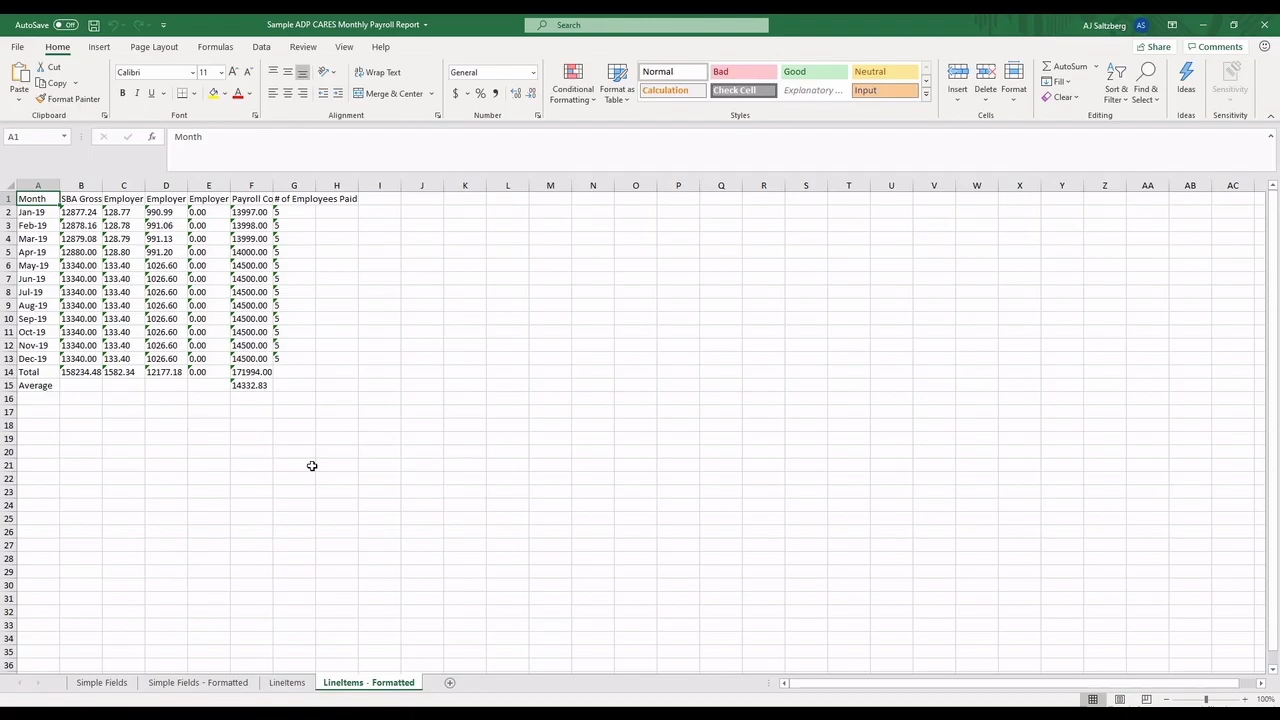 AutoSave Off Sample ADP CARES Monthly Payroll Report Search AJ Saltzberg AS
File Home Insert Page Layout Formulas Data Review View Help Share Comments
Paste Cut Copy Format Painter Clipboard
Calibri 11 A A B I U A Font
Wrap Text Merge & Center Alignment
General $ % , Number
Conditional Formatting Format as Table
Normal Bad Good Neutral
Calculation Check Cell Explanatory ... Input
Styles
Insert Delete Format Cells
AutoSum Fill Clear Sort & Filter Find & Select Editing
Ideas Ideas
Sensitivity Sensitivity
A1 fx Month
A B C D E F G H I J K L M N O P Q R S T U V W X Y Z AA AB AC
1 Month SBA Gross Employer Employer Employer Payroll Co # of Employees Paid
2 Jan-19 12877.24 128.77 990.99 0.00 13997.00 5
3 Feb-19 12878.16 128.78 991.06 0.00 13998.00 5
4 Mar-19 12879.08 128.79 991.13 0.00 13999.00 5
5 Apr-19 12880.00 128.80 991.20 0.00 14000.00 5
6 May-19 13340.00 133.40 1026.60 0.00 14500.00 5
7 Jun-19 13340.00 133.40 1026.60 0.00 14500.00 5
8 Jul-19 13340.00 133.40 1026.60 0.00 14500.00 5
9 Aug-19 13340.00 133.40 1026.60 0.00 14500.00 5
10 Sep-19 13340.00 133.40 1026.60 0.00 14500.00 5
11 Oct-19 13340.00 133.40 1026.60 0.00 14500.00 5
12 Nov-19 13340.00 133.40 1026.60 0.00 14500.00 5
13 Dec-19 13340.00 133.40 1026.60 0.00 14500.00 5
14 Total 158234.48 1582.34 12177.18 0.00 171994.00
15 Average 14332.83
16
17
18
19
20
21
22
23
24
25
26
27
28
29
30
31
32
33
34
35
36
Simple Fields Simple Fields - Formatted LineItems LineItems - Formatted
100%